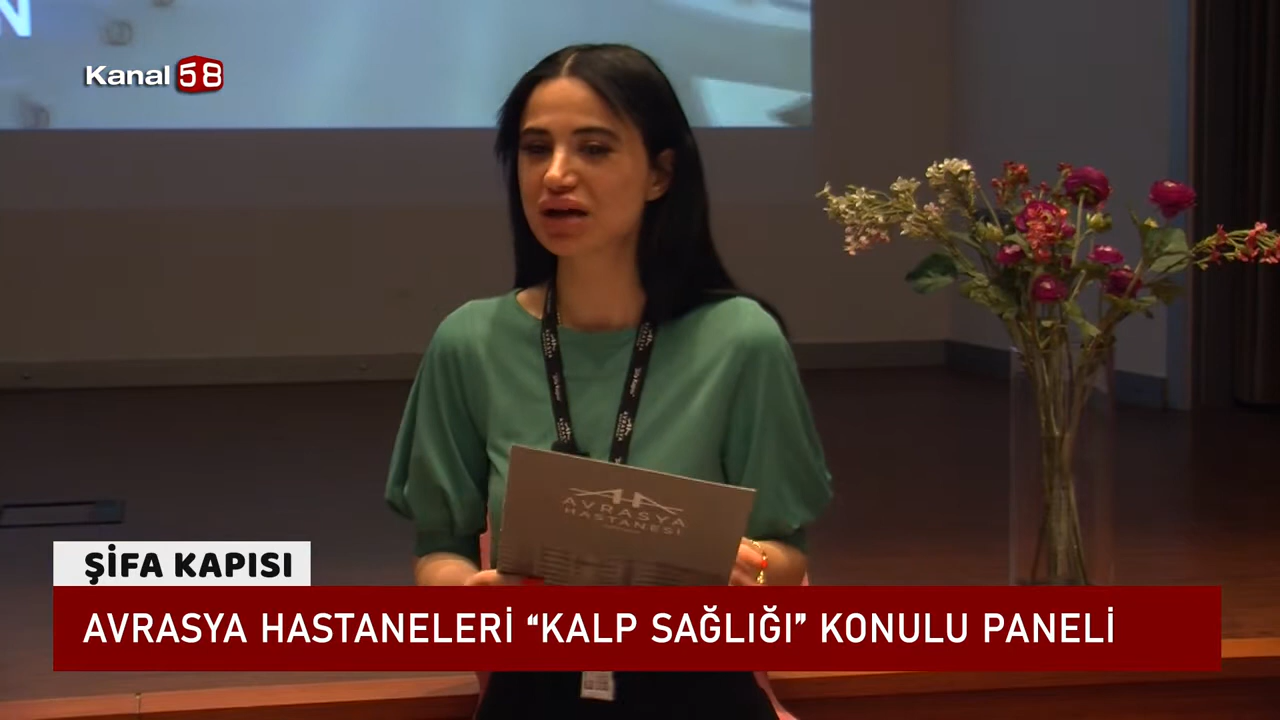 N
Kanal 58
AVRASYA
HASTANESİ
ŞİFA KAPISI
AVRASYA HASTANELERİ “KALP SAĞLIĞI” KONULU PANELİ